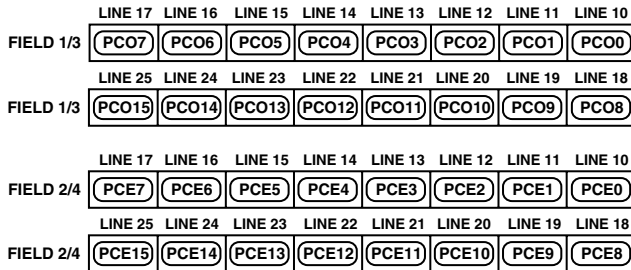 LINE 17 LINE 16 LINE 15 LINE 14 LINE 13 LINE 12 LINE 11 LINE 10
FIELD 1/3 PCO7 PCO6 PCO5 PCO4 PCO3 PCO2 PCO1 PCO0
LINE 25 LINE 24 LINE 23 LINE 22 LINE 21 LINE 20 LINE 19 LINE 18
FIELD 1/3 PCO15 PCO14 PCO13 PCO12 PCO11 PCO10 PCO9 PCO8
LINE 17 LINE 16 LINE 15 LINE 14 LINE 13 LINE 12 LINE 11 LINE 10
FIELD 2/4 PCE7 PCE6 PCE5 PCE4 PCE3 PCE2 PCE1 PCE0
LINE 25 LINE 24 LINE 23 LINE 22 LINE 21 LINE 20 LINE 19 LINE 18
FIELD 2/4 PCE15 PCE14 PCE13 PCE12 PCE11 PCE10 PCE9 PCE8